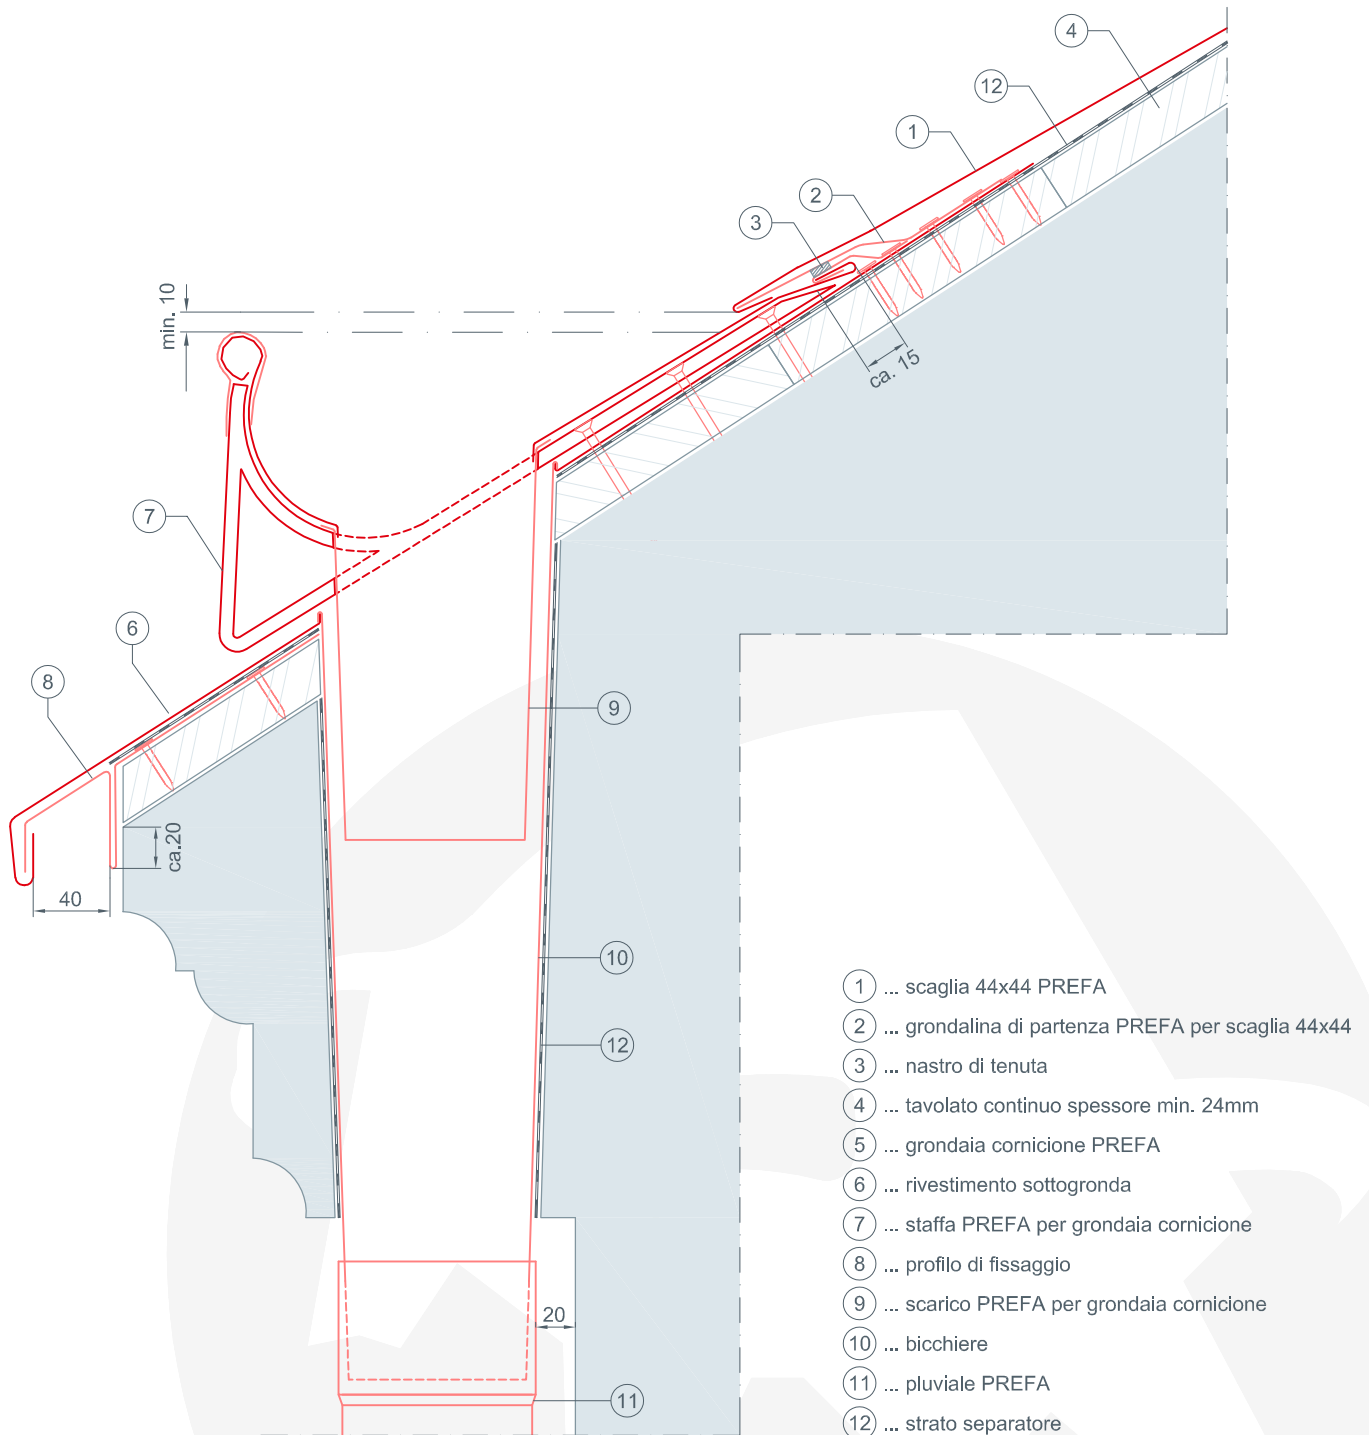 4
12
1
2
3
min. 10
ca. 15
7
6
8
9
ca.20
40
10
12
20
11
1 ... scaglia 44x44 PREFA
2 ... grondalina di partenza PREFA per scaglia 44x44
3 ... nastro di tenuta
4 ... tavolato continuo spessore min. 24mm
5 ... grondaia cornicione PREFA
6 ... rivestimento sottogronda
7 ... staffa PREFA per grondaia cornicione
8 ... profilo di fissaggio
9 ... scarico PREFA per grondaia cornicione
10 ... bicchiere
11 ... pluviale PREFA
12 ... strato separatore